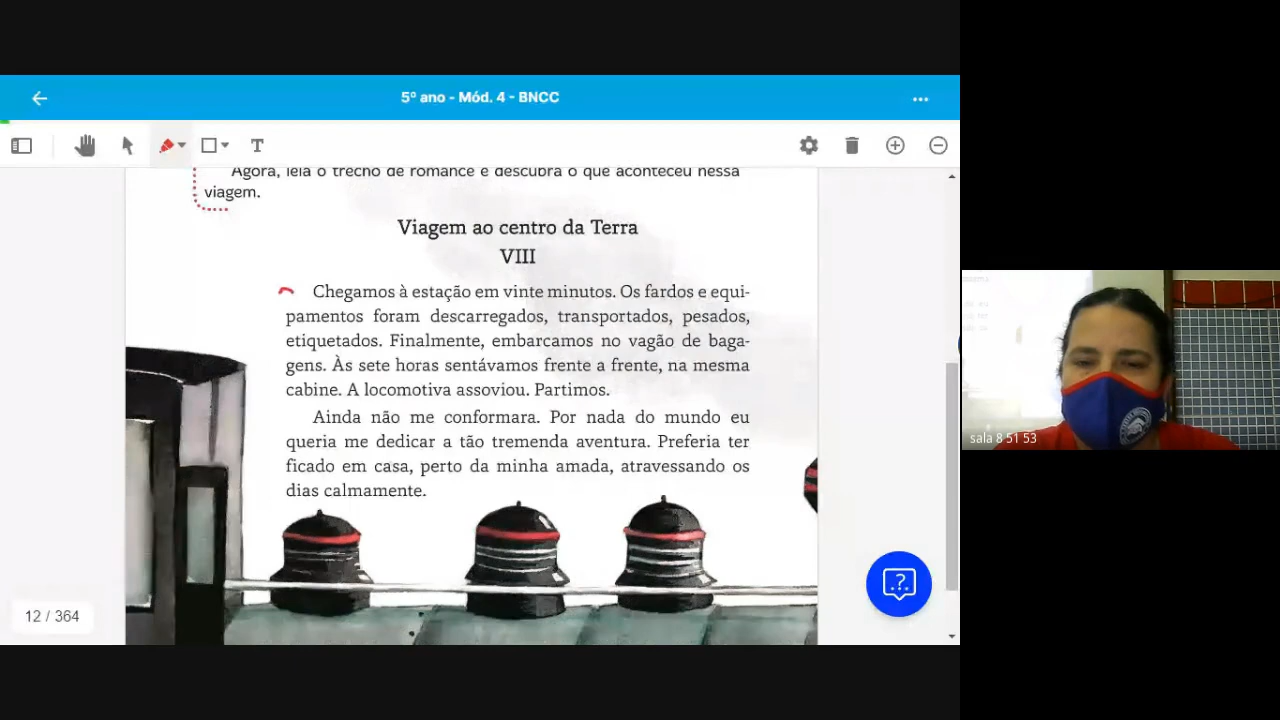 5º ano - Mód. 4 - BNCC
T
Agora, leia o trecho de romance e descubra o que aconteceu nessa
viagem.
Viagem ao centro da Terra
VIII
Chegamos à estação em vinte minutos. Os fardos e equi-
pamentos foram descarregados, transportados, pesados,
etiquetados. Finalmente, embarcamos no vagão de baga-
gens. Às sete horas sentávamos frente a frente, na mesma
cabine. A locomotiva assoviou. Partimos.
Ainda não me conformara. Por nada do mundo eu
queria me dedicar a tão tremenda aventura. Preferia ter
ficado em casa, perto da minha amada, atravessando os
dias calmamente.
12 / 364
sala 8 51 53